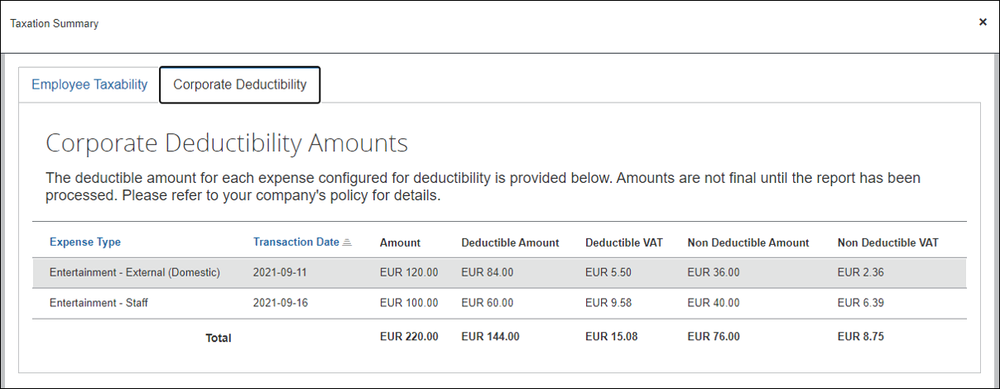 Taxation Summary ×
Employee Taxability Corporate Deductibility
Corporate Deductibility Amounts
The deductible amount for each expense configured for deductibility is provided below. Amounts are not final until the report has been
processed. Please refer to your company's policy for details.
Expense Type Transaction Date Amount Deductible Amount Deductible VAT Non Deductible Amount Non Deductible VAT
Entertainment - External (Domestic) 2021-09-11 EUR 120.00 EUR 84.00 EUR 5.50 EUR 36.00 EUR 2.36
Entertainment - Staff 2021-09-16 EUR 100.00 EUR 60.00 EUR 9.58 EUR 40.00 EUR 6.39
Total EUR 220.00 EUR 144.00 EUR 15.08 EUR 76.00 EUR 8.75